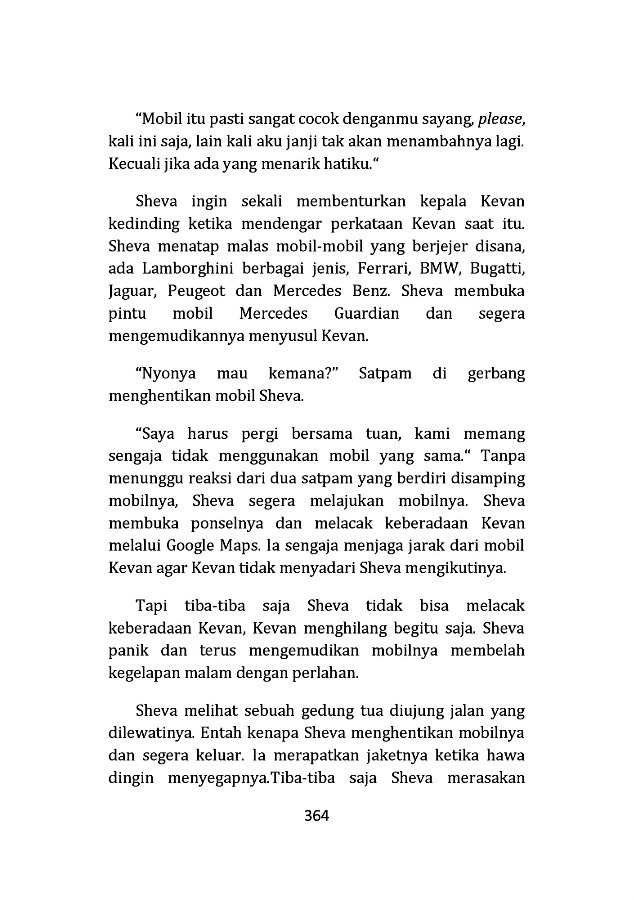 “Mobil itu pasti sangat cocok denganmu sayang, please,
kali ini saja, lain kali aku janji tak akan menambahnya lagi.
Kecuali jika ada yang menarik hatiku.“
Sheva ingin sekali membenturkan kepala Kevan
kedinding ketika mendengar perkataan Kevan saat itu.
Sheva menatap malas mobil-mobil yang berjejer disana,
ada Lamborghini berbagai jenis, Ferrari, BMW, Bugatti,
Jaguar, Peugeot dan Mercedes Benz. Sheva membuka
pintu mobil Mercedes Guardian dan segera
mengemudikannya menyusul Kevan.
“Nyonya mau kemana?” Satpam di gerbang
menghentikan mobil Sheva.
“Saya harus pergi bersama tuan, kami memang
sengaja tidak menggunakan mobil yang sama.“ Tanpa
menunggu reaksi dari dua satpam yang berdiri disamping
mobilnya, Sheva segera melajukan mobilnya. Sheva
membuka ponselnya dan melacak keberadaan Kevan
melalui Google Maps. Ia sengaja menjaga jarak dari mobil
Kevan agar Kevan tidak menyadari Sheva mengikutinya.
Tapi tiba-tiba saja Sheva tidak bisa melacak
keberadaan Kevan, Kevan menghilang begitu saja. Sheva
panik dan terus mengemudikan mobilnya membelah
kegelapan malam dengan perlahan.
Sheva melihat sebuah gedung tua diujung jalan yang
dilewatinya. Entah kenapa Sheva menghentikan mobilnya
dan segera keluar. Ia merapatkan jaketnya ketika hawa
dingin menyegapnya.Tiba-tiba saja Sheva merasakan
364